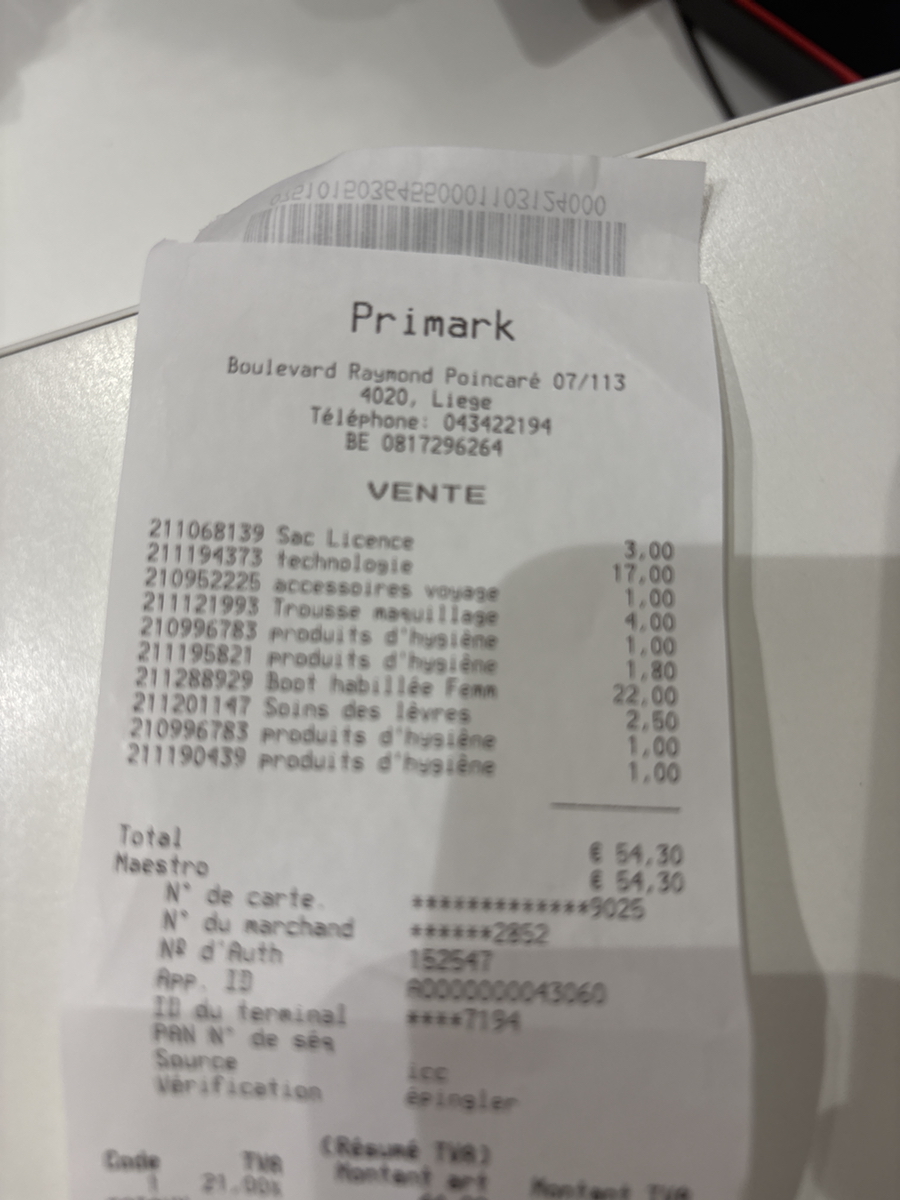 Primark
Boulevard Raymond Poincaré 07/113
4020, Liege
Téléphone: 043422194
BE 0817296264
VENTE
211068139 Sac Licence 3,00
211194373 technologie 17,00
210952225 accessoires voyage 1,00
211121993 Trousse maquillage 4,00
210996783 produits d'hygiène 1,00
211195821 produits d'hygiène 1,80
211288929 Boot habillée Femm 22,00
211201147 Soins des lèvres 2,50
210996783 produits d'hygiène 1,00
211190439 produits d'hygiène 1,00
Total € 54,30
Maestro € 54,30
N° de carte. *************9025
N° du marchand ******2852
Nº d'Auth 152547
App. ID A0000000043060
ID du terminal ****7194
PAN N° de séq
Source icc
Vérification épingler
(Résumé TVA)
Code TVA Montant art Montant TVA
1 21.00%